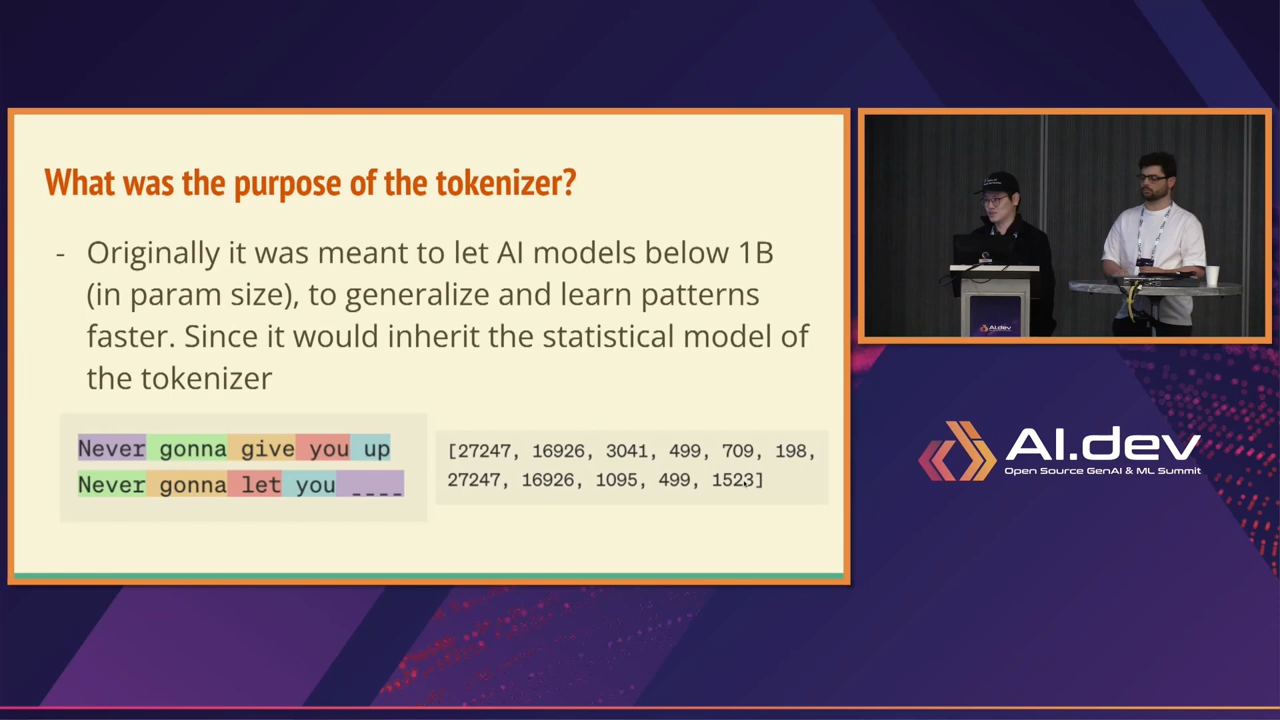 What was the purpose of the tokenizer?
- Originally it was meant to let AI models below 1B
(in param size), to generalize and learn patterns
faster. Since it would inherit the statistical model of
the tokenizer
Never gonna give you up
Never gonna let you ____
[27247, 16926, 3041, 499, 709, 198,
27247, 16926, 1095, 499, 1523]
AI.dev
AI.dev
Open Source GenAI & ML Summit